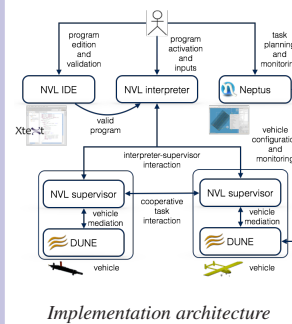 program
edition
and
validation
program
activation
and
inputs
task
planning
and
monitoring
NVL IDE
NVL interpreter
Neptus
Xtext
valid
program
vehicle
configuration
and
monitoring
interpreter-supervisor
interaction
NVL supervisor
cooperative
task
interaction
NVL supervisor
vehicle
mediation
vehicle
mediation
DUNE
DUNE
vehicle
vehicle
Implementation architecture